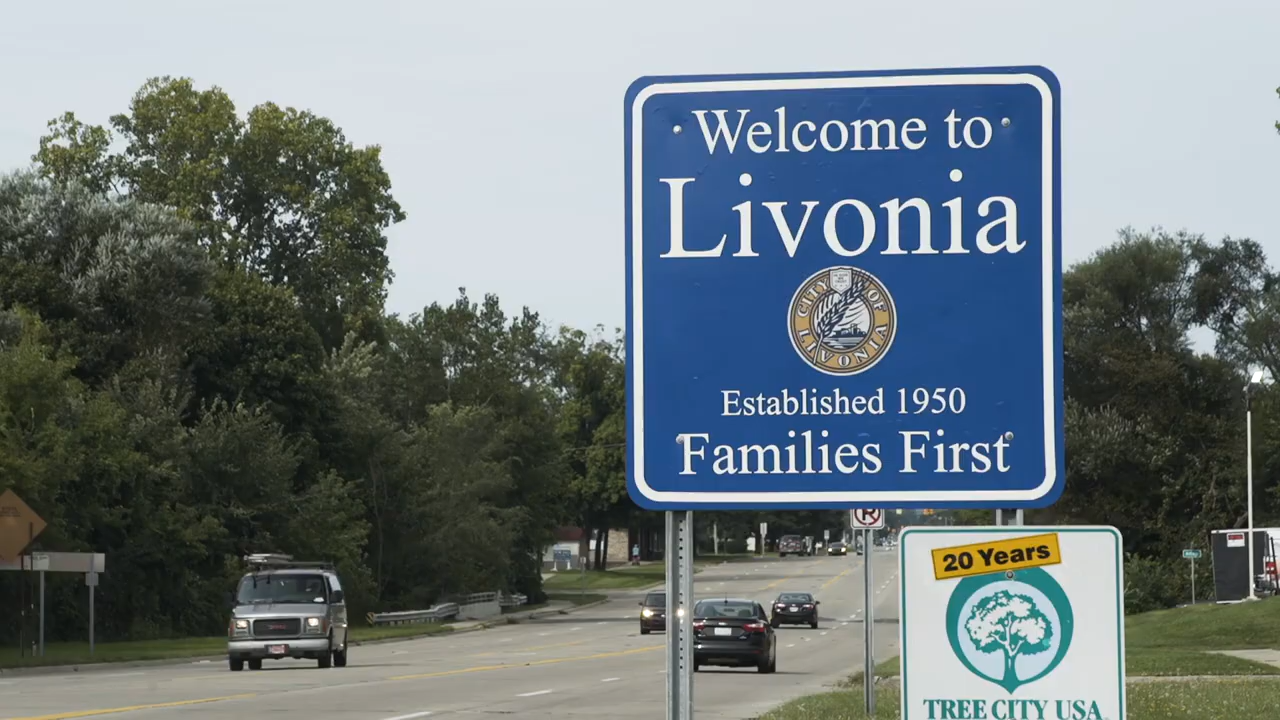 Welcome to
Livonia
CITY OF
LIVONIA
Established 1950
Families First
20 Years
TREE CITY USA